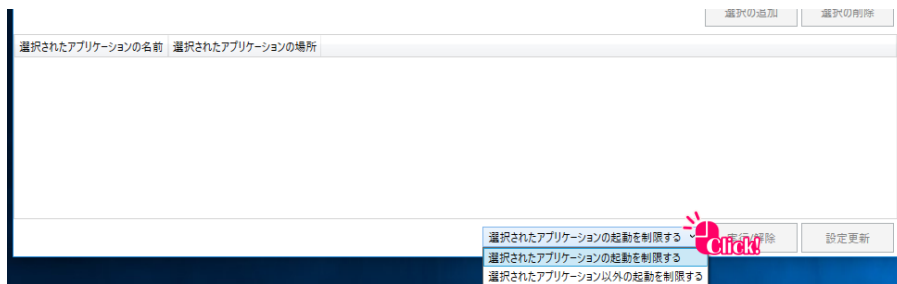 選択の追加 選択の削除
選択されたアプリケーションの名前 選択されたアプリケーションの場所
選択されたアプリケーションの起動を制限する Click! 実行/解除 設定更新
選択されたアプリケーションの起動を制限する
選択されたアプリケーション以外の起動を制限する